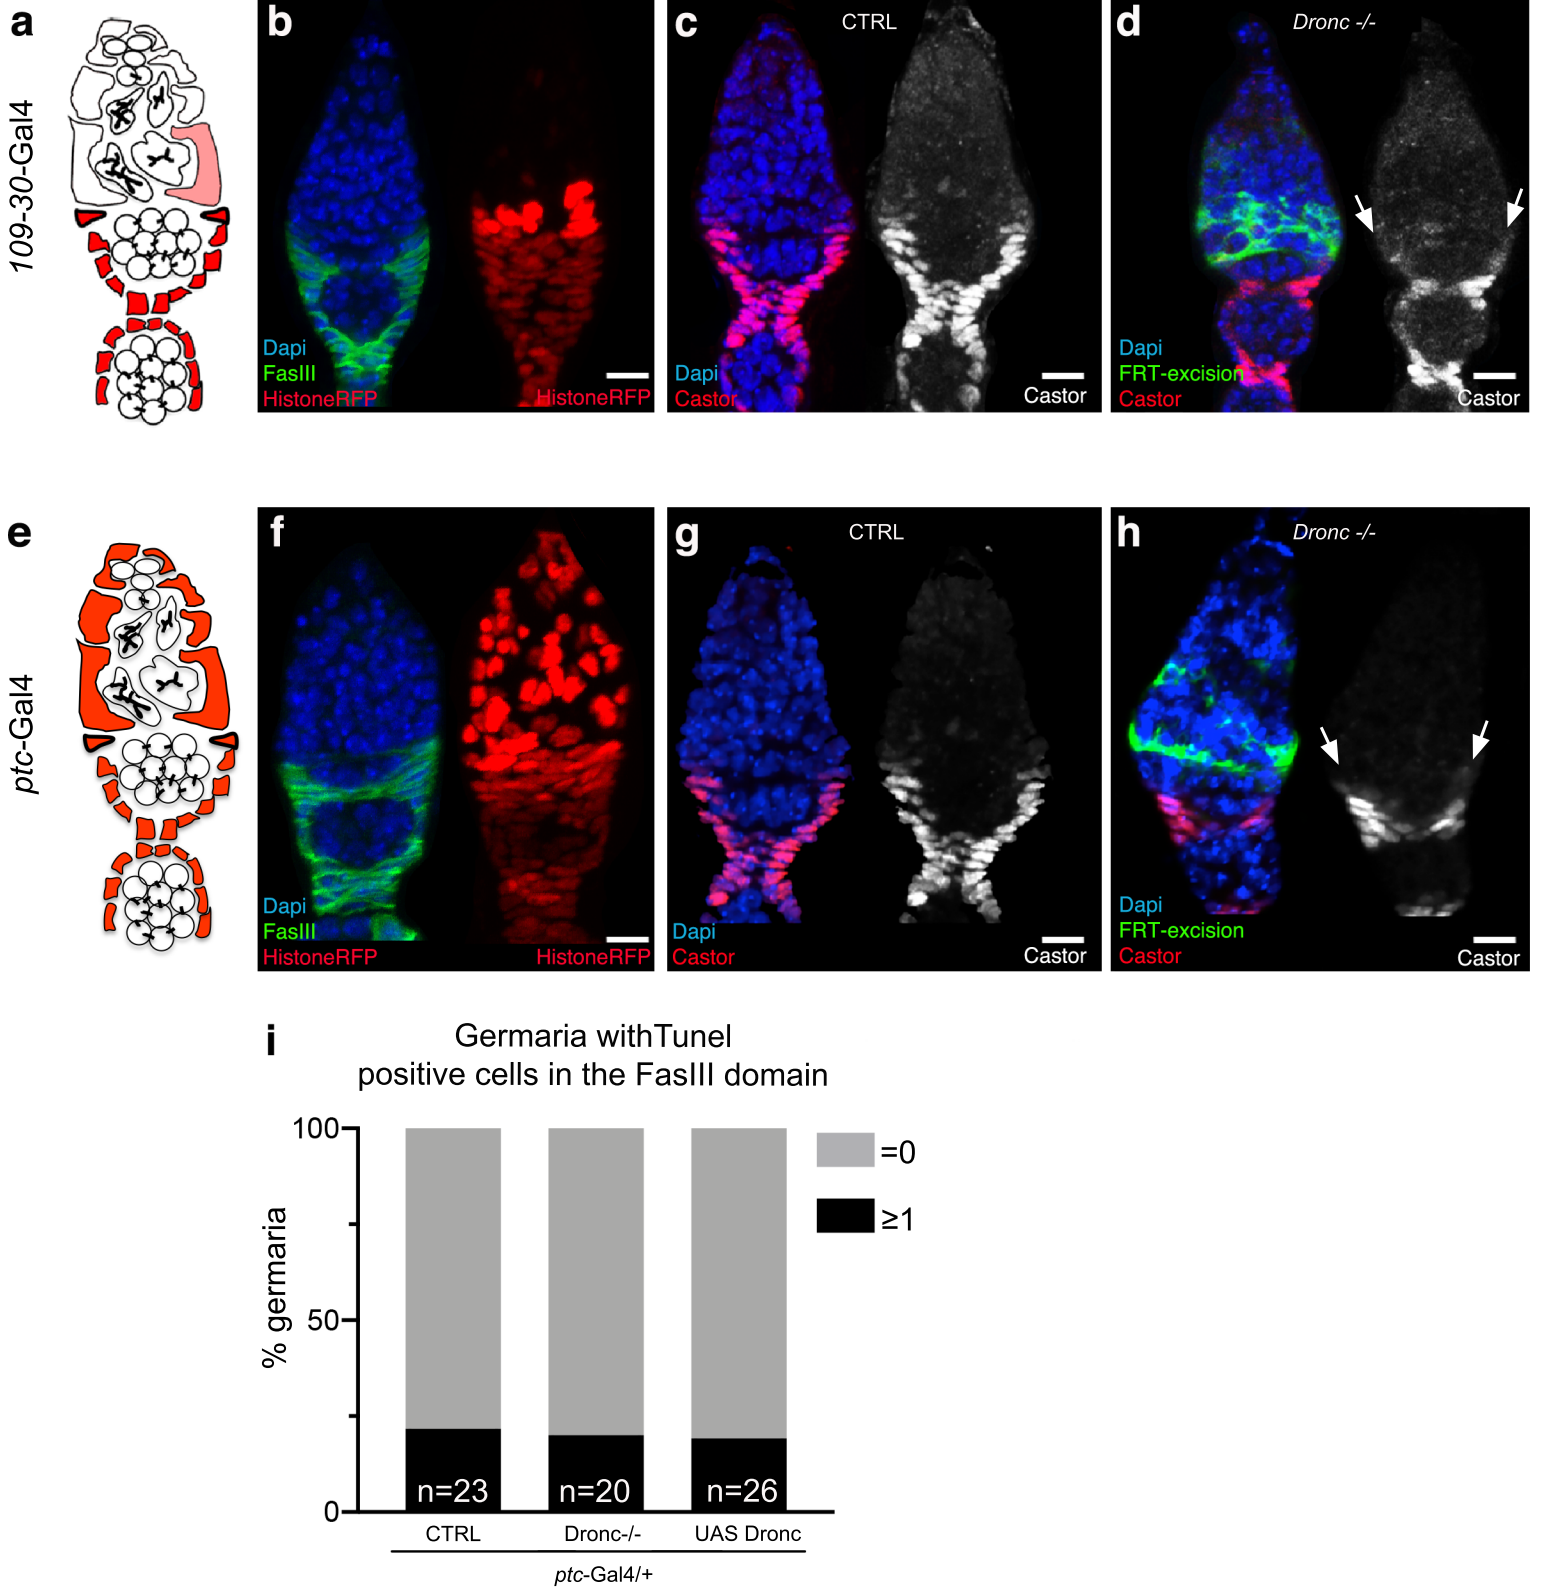 a
109-30-Gal4
b
Dapi
FasIII
HistoneRFP
HistoneRFP
c
CTRL
Dapi
Castor
Castor
d
Dronc -/-
Dapi
FRT-excision
Castor
Castor
e
ptc-Gal4
f
Dapi
FasIII
HistoneRFP
HistoneRFP
g
CTRL
Dapi
Castor
Castor
h
Dronc -/-
Dapi
FRT-excision
Castor
Castor
i
Germaria withTunel
positive cells in the FasIII domain
% germaria
100
50
0
=0
≥1
n=23
n=20
n=26
CTRL
Dronc-/-
UAS Dronc
ptc-Gal4/+